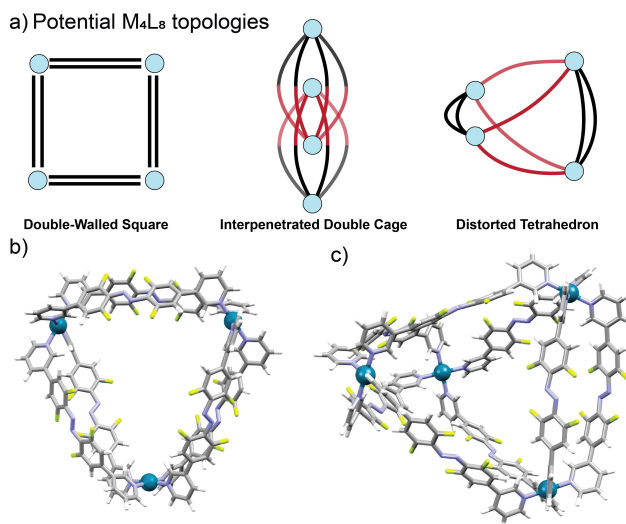 a) Potential M₄L₈ topologies
Double-Walled Square
Interpenetrated Double Cage
Distorted Tetrahedron
b)
c)